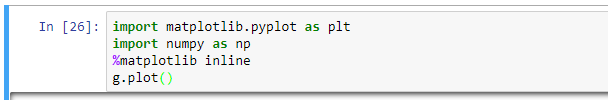 In [26]: import matplotlib.pyplot as plt
import numpy as np
%matplotlib inline
g.plot()